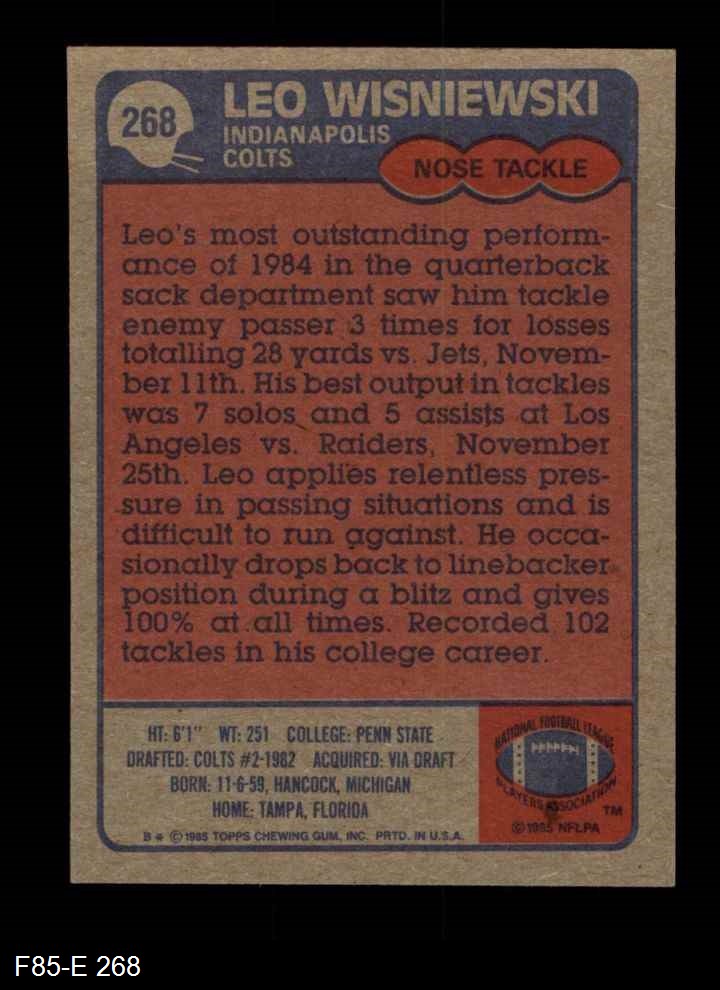 268
LEO WISNIEWSKI
INDIANAPOLIS
COLTS
NOSE TACKLE
Leo's most outstanding perform-
ance of 1984 in the quarterback
sack department saw him tackle
enemy passer 3 times for losses
totalling 28 yards vs. Jets, Novem-
ber 11th. His best output in tackles
was 7 solos and 5 assists at Los
Angeles vs. Raiders, November
25th. Leo applies relentless pres-
sure in passing situations and is
difficult to run against. He occa-
sionally drops back to linebacker
position during a blitz and gives
100% at all times. Recorded 102
tackles in his college career.
HT: 6'1" WT: 251 COLLEGE: PENN STATE
DRAFTED: COLTS #2-1982 ACQUIRED: VIA DRAFT
BORN: 11-6-59, HANCOCK, MICHIGAN
HOME: TAMPA, FLORIDA
B * © 1985 TOPPS CHEWING GUM, INC. PRTD. IN U.S.A.
NATIONAL FOOTBALL LEAGUE
PLAYERS ASSOCIATION
TM
© 1985 NFLPA
F85-E 268